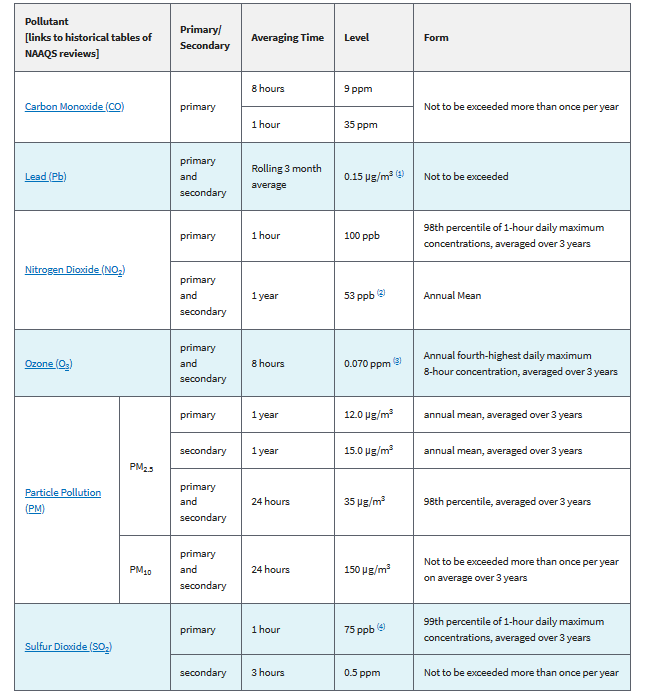 Pollutant
[links to historical tables of
NAAQS reviews]
Primary/
Secondary
Averaging Time
Level
Form
Carbon Monoxide (CO)
primary
8 hours
9 ppm
Not to be exceeded more than once per year
1 hour
35 ppm
Lead (Pb)
primary
and
secondary
Rolling 3 month
average
0.15 μg/m³ (1)
Not to be exceeded
Nitrogen Dioxide (NO₂)
primary
1 hour
100 ppb
98th percentile of 1-hour daily maximum
concentrations, averaged over 3 years
primary
and
secondary
1 year
53 ppb (2)
Annual Mean
Ozone (O₃)
primary
and
secondary
8 hours
0.070 ppm (3)
Annual fourth-highest daily maximum
8-hour concentration, averaged over 3 years
Particle Pollution
(PM)
PM₂.₅
primary
1 year
12.0 μg/m³
annual mean, averaged over 3 years
secondary
1 year
15.0 μg/m³
annual mean, averaged over 3 years
primary
and
secondary
24 hours
35 μg/m³
98th percentile, averaged over 3 years
PM₁₀
primary
and
secondary
24 hours
150 μg/m³
Not to be exceeded more than once per year
on average over 3 years
Sulfur Dioxide (SO₂)
primary
1 hour
75 ppb (4)
99th percentile of 1-hour daily maximum
concentrations, averaged over 3 years
secondary
3 hours
0.5 ppm
Not to be exceeded more than once per year